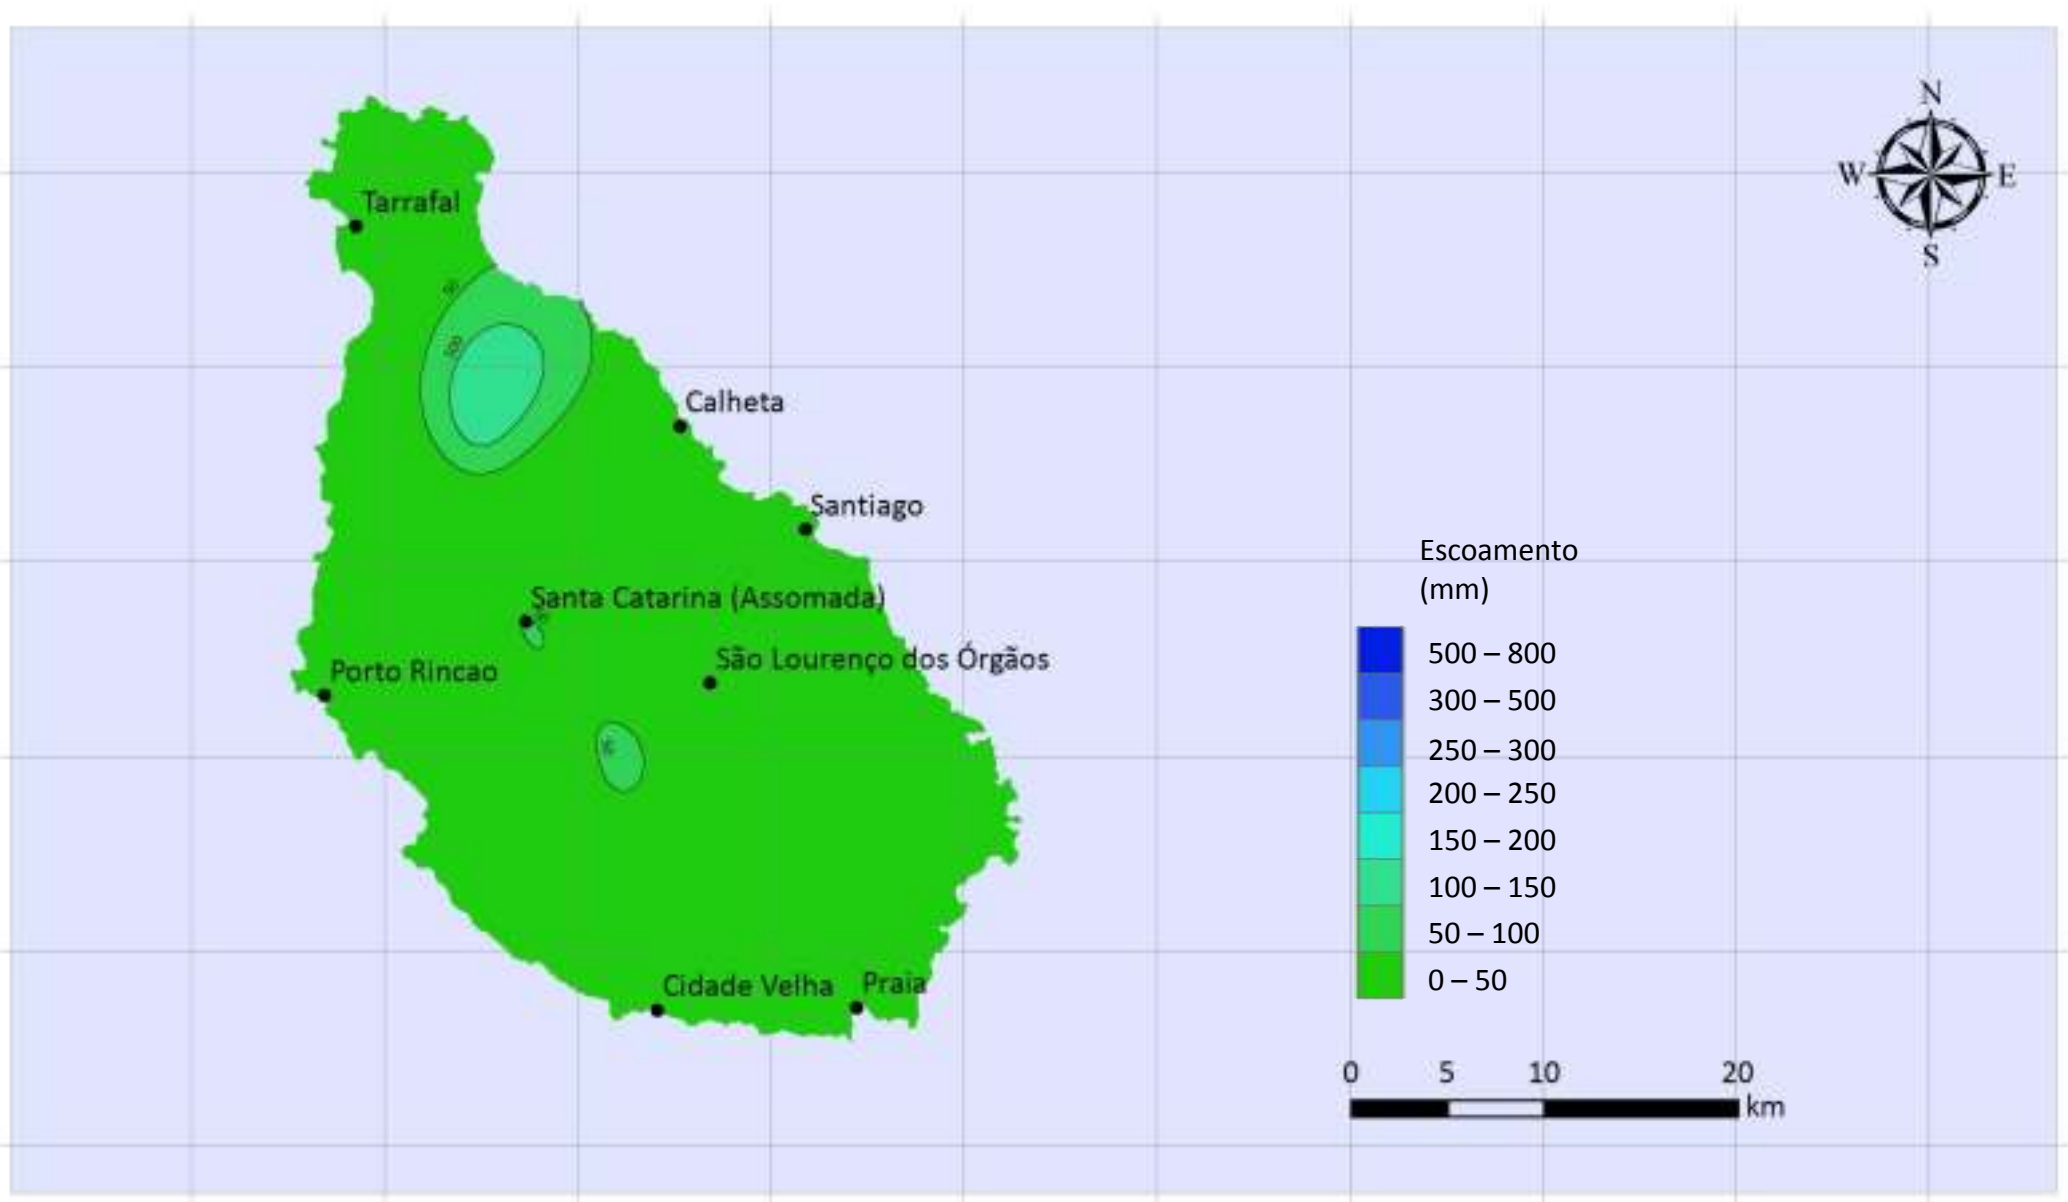 N
W
E
S
Tarrafal
50
100
Calheta
Santiago
Santa Catarina (Assomada)
São Lourenço dos Órgãos
Porto Rincao
Cidade Velha
Praia
Escoamento
(mm)
500 – 800
300 – 500
250 – 300
200 – 250
150 – 200
100 – 150
50 – 100
0 – 50
0 5 10 20
km